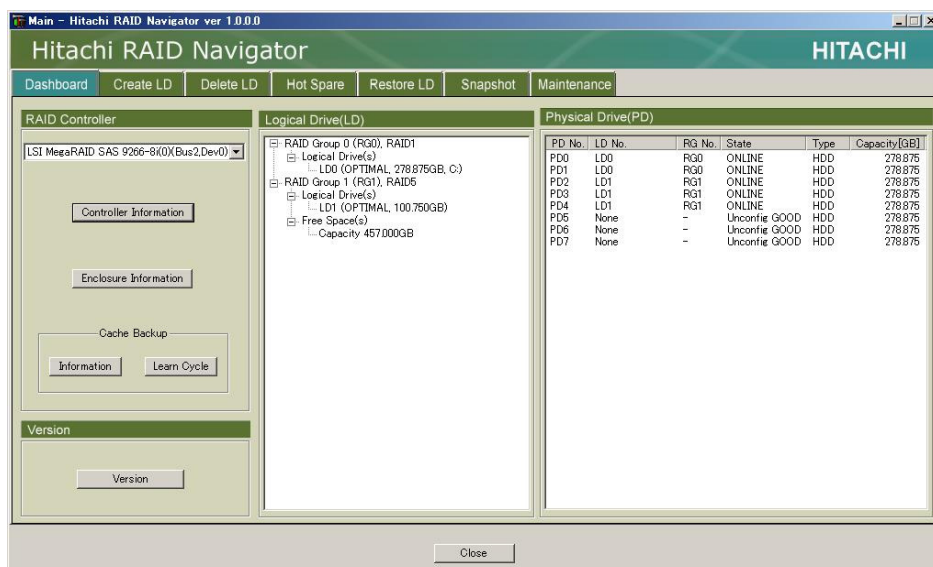 Main - Hitachi RAID Navigator ver 1.0.0.0
Hitachi RAID Navigator
HITACHI
Dashboard Create LD Delete LD Hot Spare Restore LD Snapshot Maintenance
RAID Controller
LSI MegaRAID SAS 9266-8i(0)(Bus2,Dev0)
Controller Information
Enclosure Information
Cache Backup
Information Learn Cycle
Version
Version
Logical Drive(LD)
RAID Group 0 (RG0), RAID1
Logical Drive(s)
LD0 (OPTIMAL, 278.875GB, C:)
RAID Group 1 (RG1), RAID5
Logical Drive(s)
LD1 (OPTIMAL, 100.750GB)
Free Space(s)
Capacity 457.000GB
Physical Drive(PD)
PD No. LD No. RG No. State Type Capacity[GB]
PD0 LD0 RG0 ONLINE HDD 278.875
PD1 LD0 RG0 ONLINE HDD 278.875
PD2 LD1 RG1 ONLINE HDD 278.875
PD3 LD1 RG1 ONLINE HDD 278.875
PD4 LD1 RG1 ONLINE HDD 278.875
PD5 None - Unconfig GOOD HDD 278.875
PD6 None - Unconfig GOOD HDD 278.875
PD7 None - Unconfig GOOD HDD 278.875
Close